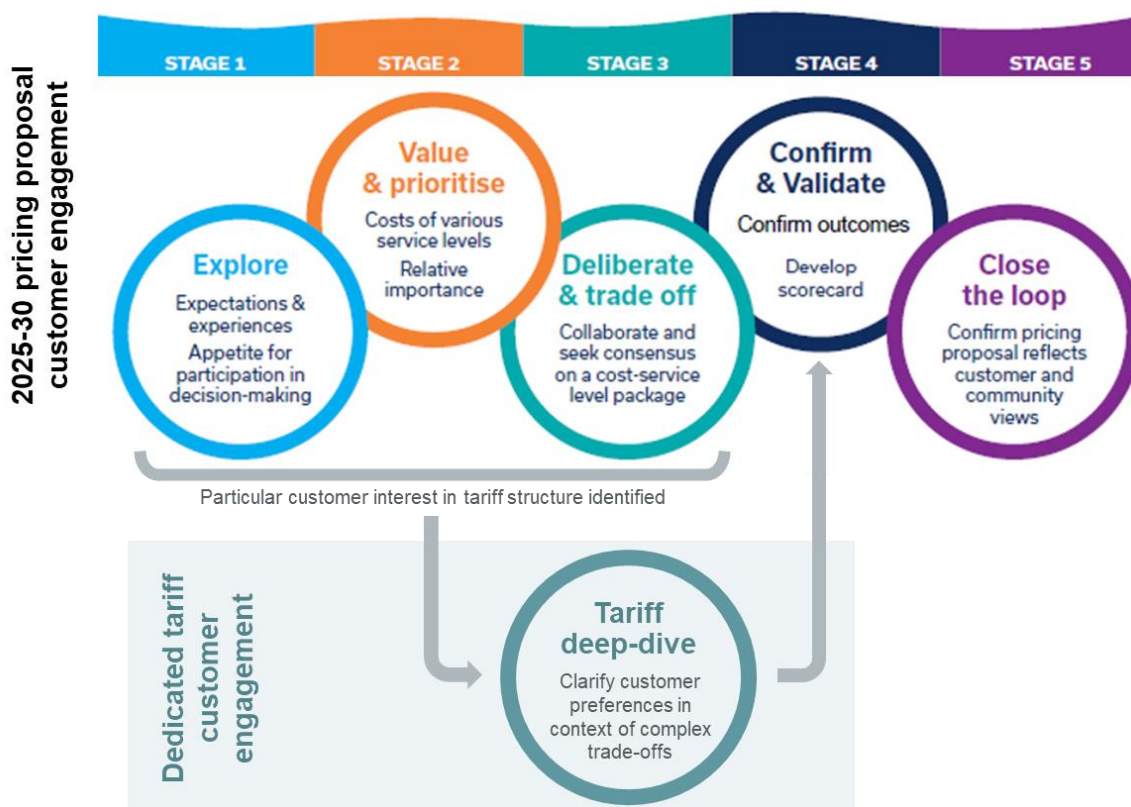 STAGE 1
STAGE 2
STAGE 3
STAGE 4
STAGE 5
2025-30 pricing proposal
customer engagement
Explore
Expectations &
experiences
Appetite for
participation in
decision-making
Value
& prioritise
Costs of various
service levels
Relative
importance
Deliberate
& trade off
Collaborate and
seek consensus
on a cost-service
level package
Confirm
& Validate
Confirm outcomes
Develop
scorecard
Close
the loop
Confirm pricing
proposal reflects
customer and
community
views
Particular customer interest in tariff structure identified
Dedicated tariff
customer
engagement
Tariff
deep-dive
Clarify customer
preferences in
context of complex
trade-offs